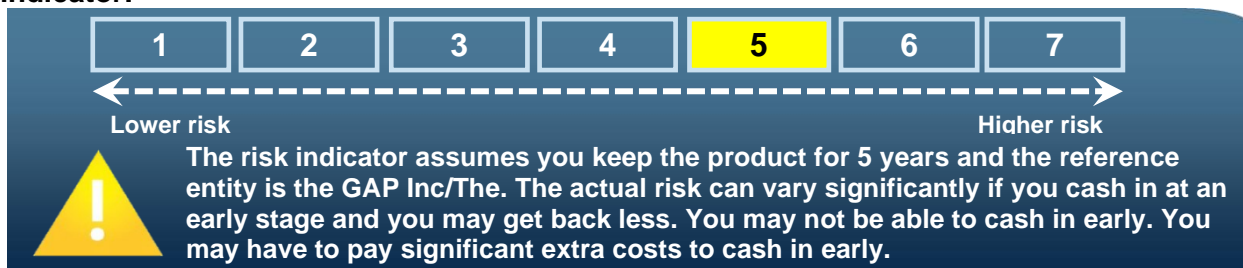 1 2 3 4 5 6 7
Lower risk Higher risk
The risk indicator assumes you keep the product for 5 years and the reference
entity is the GAP Inc/The. The actual risk can vary significantly if you cash in at an
early stage and you may get back less. You may not be able to cash in early. You
may have to pay significant extra costs to cash in early.